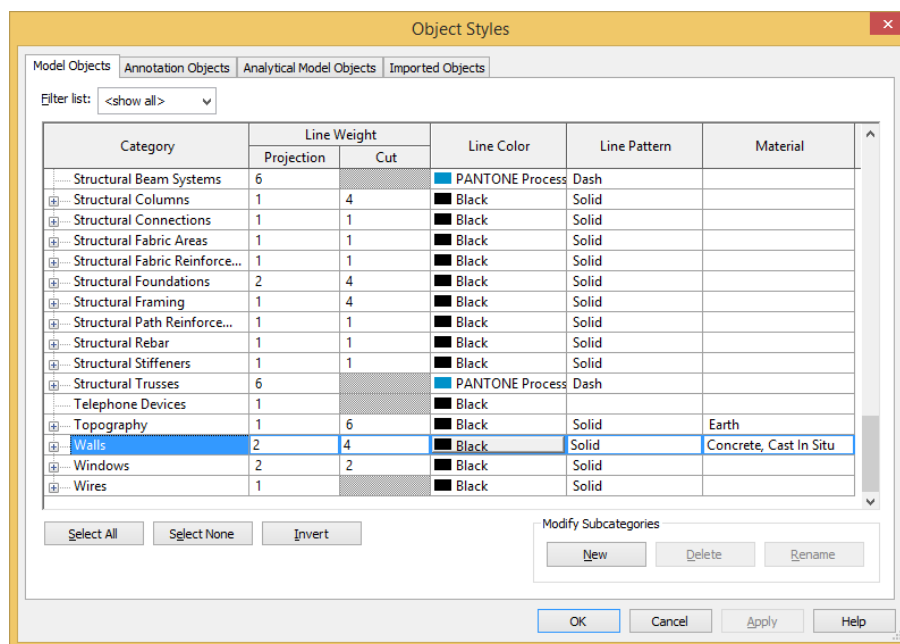 Object Styles
Model Objects Annotation Objects Analytical Model Objects Imported Objects
Filter list: <show all>
Category Line Weight Line Color Line Pattern Material
Projection Cut
Structural Beam Systems 6 PANTONE Process Dash
Structural Columns 1 4 Black Solid
Structural Connections 1 1 Black Solid
Structural Fabric Areas 1 1 Black Solid
Structural Fabric Reinforce... 1 1 Black Solid
Structural Foundations 2 4 Black Solid
Structural Framing 1 4 Black Solid
Structural Path Reinforce... 1 1 Black Solid
Structural Rebar 1 1 Black Solid
Structural Stiffeners 1 1 Black Solid
Structural Trusses 6 PANTONE Process Dash
Telephone Devices 1 Black
Topography 1 6 Black Solid Earth
Walls 2 4 Black Solid Concrete, Cast In Situ
Windows 2 2 Black Solid
Wires 1 Black Solid
Select All Select None Invert
Modify Subcategories
New Delete Rename
OK Cancel Apply Help